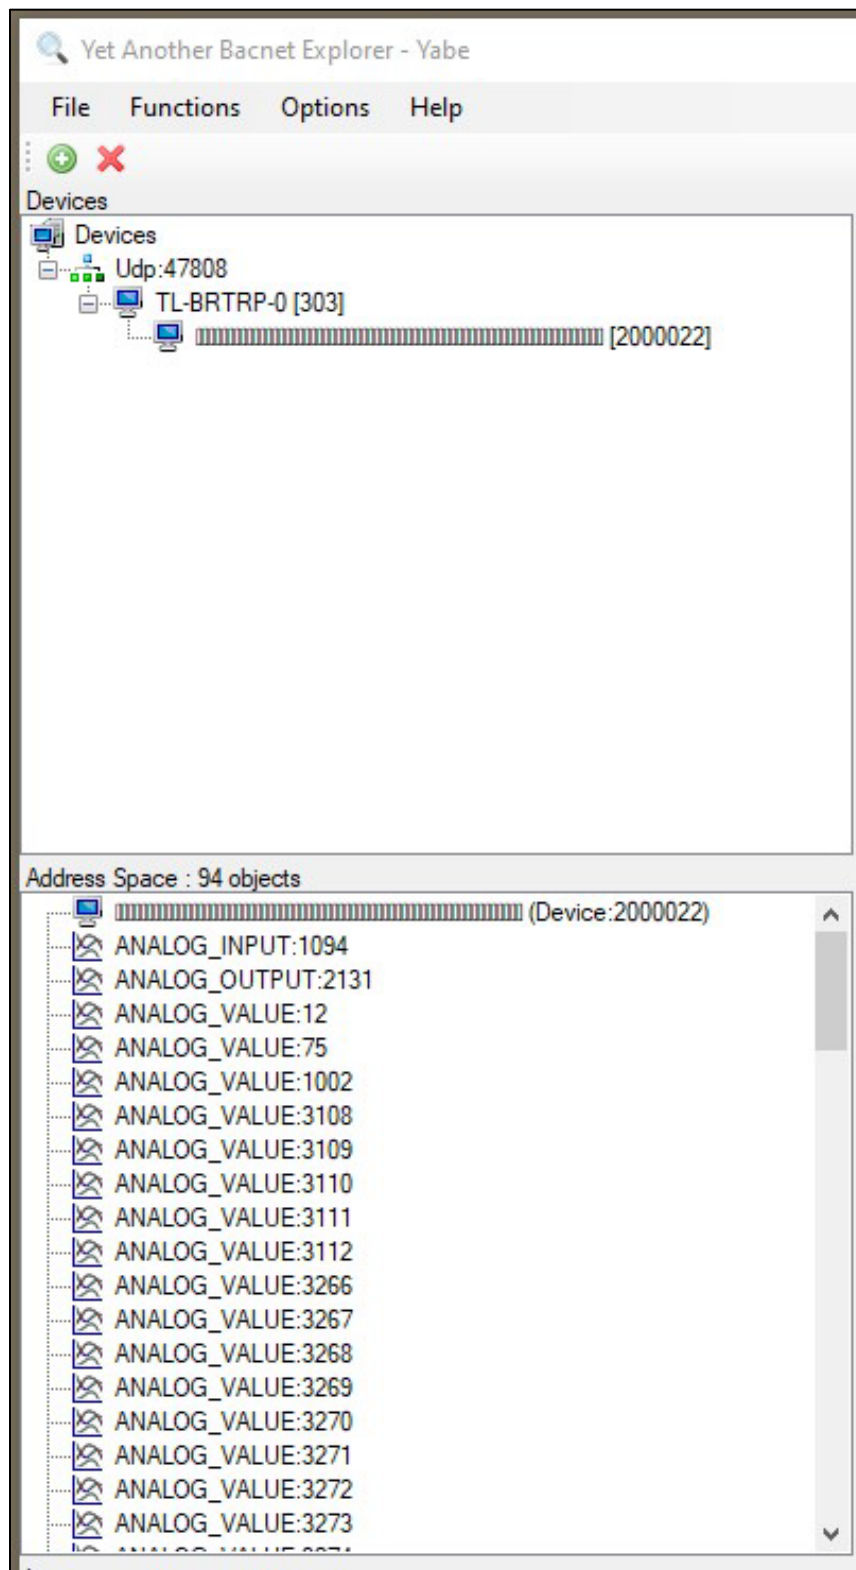 Yet Another Bacnet Explorer - Yabe
File Functions Options Help
Devices
Devices
Udp:47808
TL-BRTRP-0 [303]
[2000022]
Address Space : 94 objects
(Device:2000022)
ANALOG_INPUT:1094
ANALOG_OUTPUT:2131
ANALOG_VALUE:12
ANALOG_VALUE:75
ANALOG_VALUE:1002
ANALOG_VALUE:3108
ANALOG_VALUE:3109
ANALOG_VALUE:3110
ANALOG_VALUE:3111
ANALOG_VALUE:3112
ANALOG_VALUE:3266
ANALOG_VALUE:3267
ANALOG_VALUE:3268
ANALOG_VALUE:3269
ANALOG_VALUE:3270
ANALOG_VALUE:3271
ANALOG_VALUE:3272
ANALOG_VALUE:3273